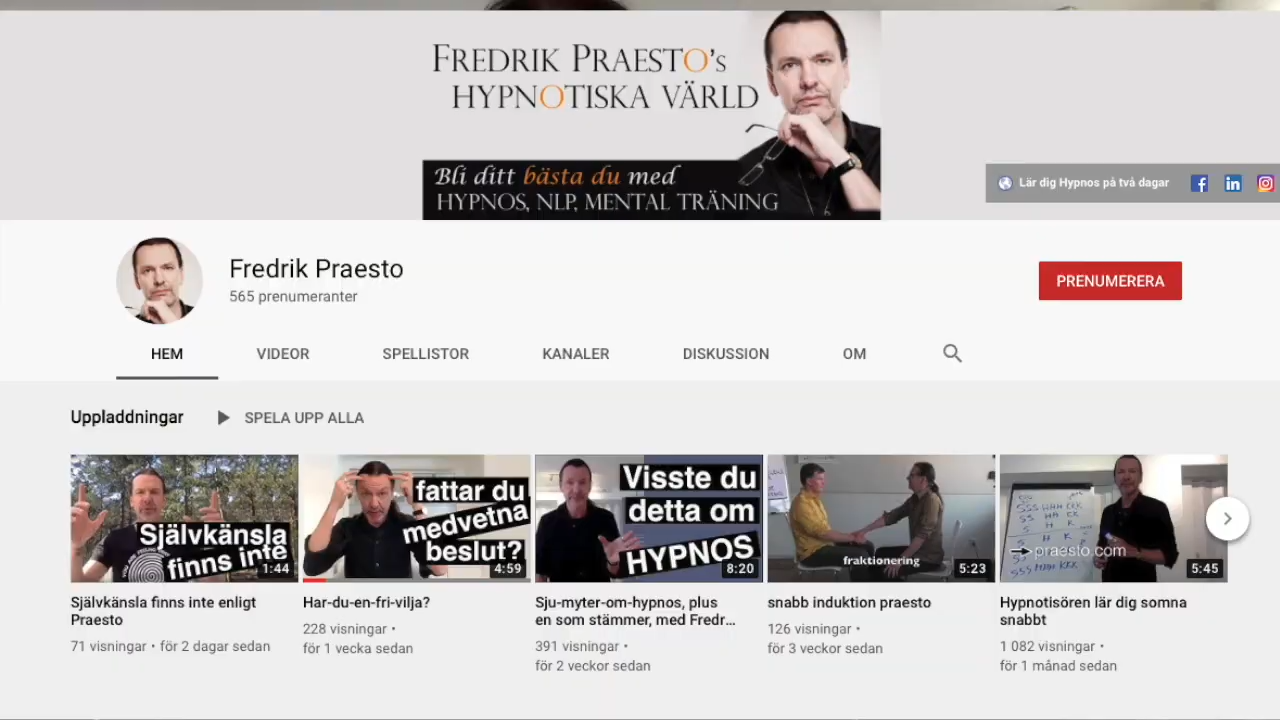 FREDRIK PRAESTO's
HYPNOTISKA VÄRLD
Bli ditt bästa du med
HYPNOS, NLP, MENTAL TRÄNING
Lär dig Hypnos på två dagar
Fredrik Praesto
565 prenumeranter
PRENUMERERA
HEM VIDEOR SPELLISTOR KANALER DISKUSSION OM
Uppladdningar SPELA UPP ALLA
Självkänsla
finns inte
1:44
fattar du
medvetna
beslut?
4:59
Visste du
detta om
HYPNOS
8:20
fraktionering
5:23
praesto.com
5:45
Självkänsla finns inte enligt
Praesto
71 visningar • för 2 dagar sedan
Har-du-en-fri-vilja?
228 visningar •
för 1 vecka sedan
Sju-myter-om-hypnos, plus
en som stämmer, med Fredr...
391 visningar •
för 2 veckor sedan
snabb induktion praesto
126 visningar •
för 3 veckor sedan
Hypnotisören lär dig somna
snabbt
1 082 visningar •
för 1 månad sedan